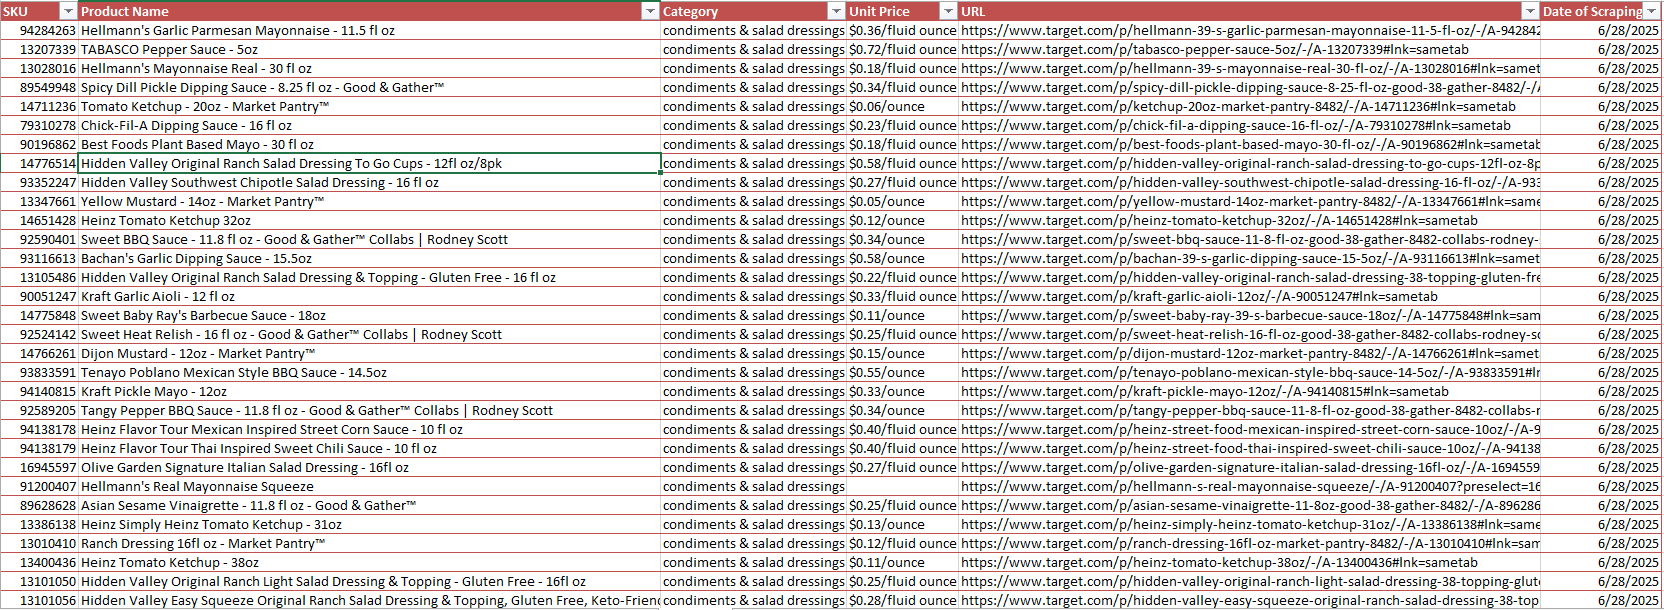 SKU Product Name Category Unit Price URL Date of Scraping
94284263 Hellmann's Garlic Parmesan Mayonnaise - 11.5 fl oz condiments & salad dressings $0.36/fluid ounce https://www.target.com/p/hellmann-39-s-garlic-parmesan-mayonnaise-11-5-fl-oz/-/A-942842 6/28/2025
13207339 TABASCO Pepper Sauce - 5oz condiments & salad dressings $0.72/fluid ounce https://www.target.com/p/tabasco-pepper-sauce-5oz/-/A-13207339#lnk=sametab 6/28/2025
13028016 Hellmann's Mayonnaise Real - 30 fl oz condiments & salad dressings $0.18/fluid ounce https://www.target.com/p/hellmann-39-s-mayonnaise-real-30-fl-oz/-/A-13028016#lnk=samet 6/28/2025
89549948 Spicy Dill Pickle Dipping Sauce - 8.25 fl oz - Good & Gather™ condiments & salad dressings $0.34/fluid ounce https://www.target.com/p/spicy-dill-pickle-dipping-sauce-8-25-fl-oz-good-38-gather-8482/-/A 6/28/2025
14711236 Tomato Ketchup - 20oz - Market Pantry™ condiments & salad dressings $0.06/ounce https://www.target.com/p/ketchup-20oz-market-pantry-8482/-/A-14711236#lnk=sametab 6/28/2025
79310278 Chick-Fil-A Dipping Sauce - 16 fl oz condiments & salad dressings $0.23/fluid ounce https://www.target.com/p/chick-fil-a-dipping-sauce-16-fl-oz/-/A-79310278#lnk=sametab 6/28/2025
90196862 Best Foods Plant Based Mayo - 30 fl oz condiments & salad dressings $0.18/fluid ounce https://www.target.com/p/best-foods-plant-based-mayo-30-fl-oz/-/A-90196862#lnk=sametab 6/28/2025
14776514 Hidden Valley Original Ranch Salad Dressing To Go Cups - 12fl oz/8pk condiments & salad dressings $0.58/fluid ounce https://www.target.com/p/hidden-valley-original-ranch-salad-dressing-to-go-cups-12fl-oz-8p 6/28/2025
93352247 Hidden Valley Southwest Chipotle Salad Dressing - 16 fl oz condiments & salad dressings $0.27/fluid ounce https://www.target.com/p/hidden-valley-southwest-chipotle-salad-dressing-16-fl-oz/-/A-933 6/28/2025
13347661 Yellow Mustard - 14oz - Market Pantry™ condiments & salad dressings $0.05/ounce https://www.target.com/p/yellow-mustard-14oz-market-pantry-8482/-/A-13347661#lnk=same 6/28/2025
14651428 Heinz Tomato Ketchup 32oz condiments & salad dressings $0.12/ounce https://www.target.com/p/heinz-tomato-ketchup-32oz/-/A-14651428#lnk=sametab 6/28/2025
92590401 Sweet BBQ Sauce - 11.8 fl oz - Good & Gather™ Collabs | Rodney Scott condiments & salad dressings $0.34/ounce https://www.target.com/p/sweet-bbq-sauce-11-8-fl-oz-good-38-gather-8482-collabs-rodney- 6/28/2025
93116613 Bachan's Garlic Dipping Sauce - 15.5oz condiments & salad dressings $0.58/ounce https://www.target.com/p/bachan-39-s-garlic-dipping-sauce-15-5oz/-/A-93116613#lnk=sametab 6/28/2025
13105486 Hidden Valley Original Ranch Salad Dressing & Topping - Gluten Free - 16 fl oz condiments & salad dressings $0.22/fluid ounce https://www.target.com/p/hidden-valley-original-ranch-salad-dressing-38-topping-gluten-fre 6/28/2025
90051247 Kraft Garlic Aioli - 12 fl oz condiments & salad dressings $0.33/fluid ounce https://www.target.com/p/kraft-garlic-aioli-12oz/-/A-90051247#lnk=sametab 6/28/2025
14775848 Sweet Baby Ray's Barbecue Sauce - 18oz condiments & salad dressings $0.11/ounce https://www.target.com/p/sweet-baby-ray-39-s-barbecue-sauce-18oz/-/A-14775848#lnk=sam 6/28/2025
92524142 Sweet Heat Relish - 16 fl oz - Good & Gather™ Collabs | Rodney Scott condiments & salad dressings $0.25/fluid ounce https://www.target.com/p/sweet-heat-relish-16-fl-oz-good-38-gather-8482-collabs-rodney-sc 6/28/2025
14766261 Dijon Mustard - 12oz - Market Pantry™ condiments & salad dressings $0.15/ounce https://www.target.com/p/dijon-mustard-12oz-market-pantry-8482/-/A-14766261#lnk=samet 6/28/2025
93833591 Tenayo Poblano Mexican Style BBQ Sauce - 14.5oz condiments & salad dressings $0.55/ounce https://www.target.com/p/tenayo-poblano-mexican-style-bbq-sauce-14-5oz/-/A-93833591#ln 6/28/2025
94140815 Kraft Pickle Mayo - 12oz condiments & salad dressings $0.33/ounce https://www.target.com/p/kraft-pickle-mayo-12oz/-/A-94140815#lnk=sametab 6/28/2025
92589205 Tangy Pepper BBQ Sauce - 11.8 fl oz - Good & Gather™ Collabs | Rodney Scott condiments & salad dressings $0.34/ounce https://www.target.com/p/tangy-pepper-bbq-sauce-11-8-fl-oz-good-38-gather-8482-collabs-r 6/28/2025
94138178 Heinz Flavor Tour Mexican Inspired Street Corn Sauce - 10 fl oz condiments & salad dressings $0.40/fluid ounce https://www.target.com/p/heinz-street-food-mexican-inspired-street-corn-sauce-10oz/-/A-9 6/28/2025
94138179 Heinz Flavor Tour Thai Inspired Sweet Chili Sauce - 10 fl oz condiments & salad dressings $0.40/fluid ounce https://www.target.com/p/heinz-street-food-thai-inspired-sweet-chili-sauce-10oz/-/A-94138 6/28/2025
16945597 Olive Garden Signature Italian Salad Dressing - 16fl oz condiments & salad dressings $0.27/fluid ounce https://www.target.com/p/olive-garden-signature-italian-salad-dressing-16fl-oz/-/A-1694559 6/28/2025
91200407 Hellmann's Real Mayonnaise Squeeze condiments & salad dressings https://www.target.com/p/hellmann-s-real-mayonnaise-squeeze/-/A-91200407?preselect=16 6/28/2025
89628628 Asian Sesame Vinaigrette - 11.8 fl oz - Good & Gather™ condiments & salad dressings $0.25/fluid ounce https://www.target.com/p/asian-sesame-vinaigrette-11-8oz-good-38-gather-8482/-/A-896286 6/28/2025
13386138 Heinz Simply Heinz Tomato Ketchup - 31oz condiments & salad dressings $0.13/ounce https://www.target.com/p/heinz-simply-heinz-tomato-ketchup-31oz/-/A-13386138#lnk=same 6/28/2025
13010410 Ranch Dressing 16fl oz - Market Pantry™ condiments & salad dressings $0.12/fluid ounce https://www.target.com/p/ranch-dressing-16fl-oz-market-pantry-8482/-/A-13010410#lnk=sam 6/28/2025
13400436 Heinz Tomato Ketchup - 38oz condiments & salad dressings $0.11/ounce https://www.target.com/p/heinz-tomato-ketchup-38oz/-/A-13400436#lnk=sametab 6/28/2025
13101050 Hidden Valley Original Ranch Light Salad Dressing & Topping - Gluten Free - 16fl oz condiments & salad dressings $0.25/fluid ounce https://www.target.com/p/hidden-valley-original-ranch-light-salad-dressing-38-topping-glut 6/28/2025
13101056 Hidden Valley Easy Squeeze Original Ranch Salad Dressing & Topping, Gluten Free, Keto-Frien condiments & salad dressings $0.28/fluid ounce https://www.target.com/p/hidden-valley-easy-squeeze-original-ranch-salad-dressing-38-top 6/28/2025